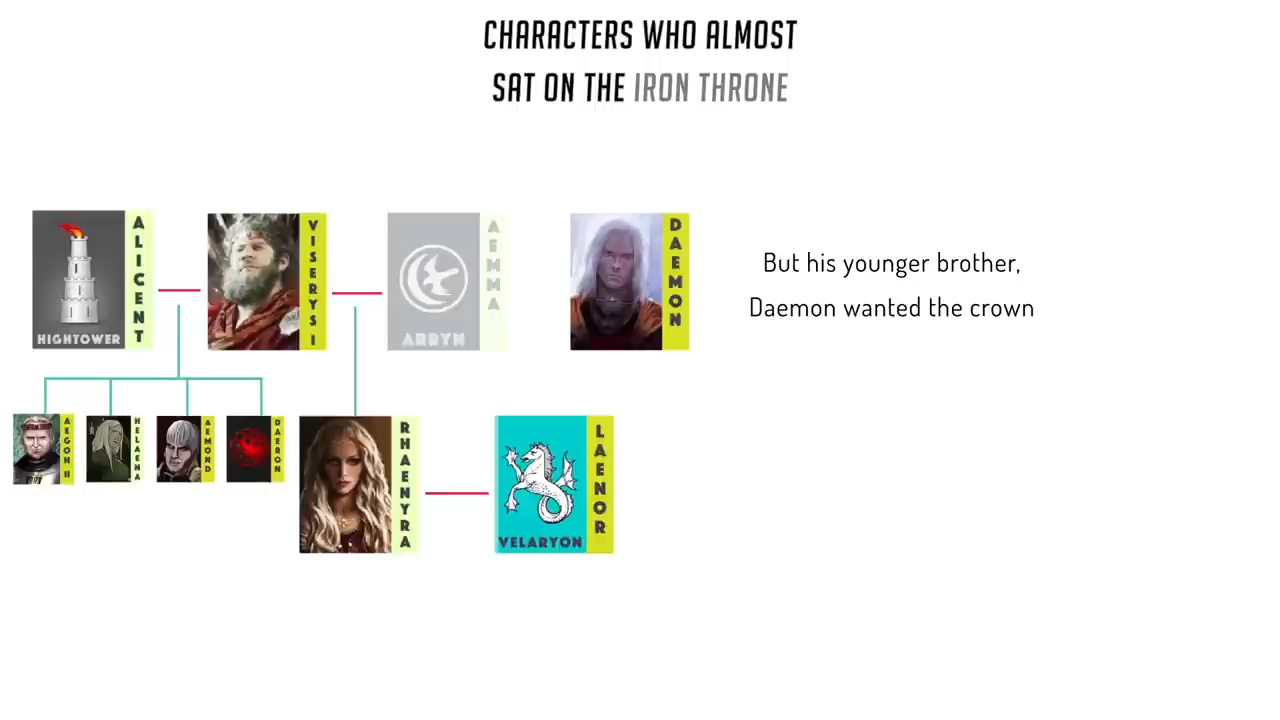 CHARACTERS WHO ALMOST
SAT ON THE IRON THRONE
ALICENT
HIGHTOWER
VISERYS I
AEMMA
ARRYN
DAEMON
But his younger brother,
Daemon wanted the crown
AEGON II
HELAENA
AEMOND
DAERON
RHAENYRA
LAENOR
VELARYON